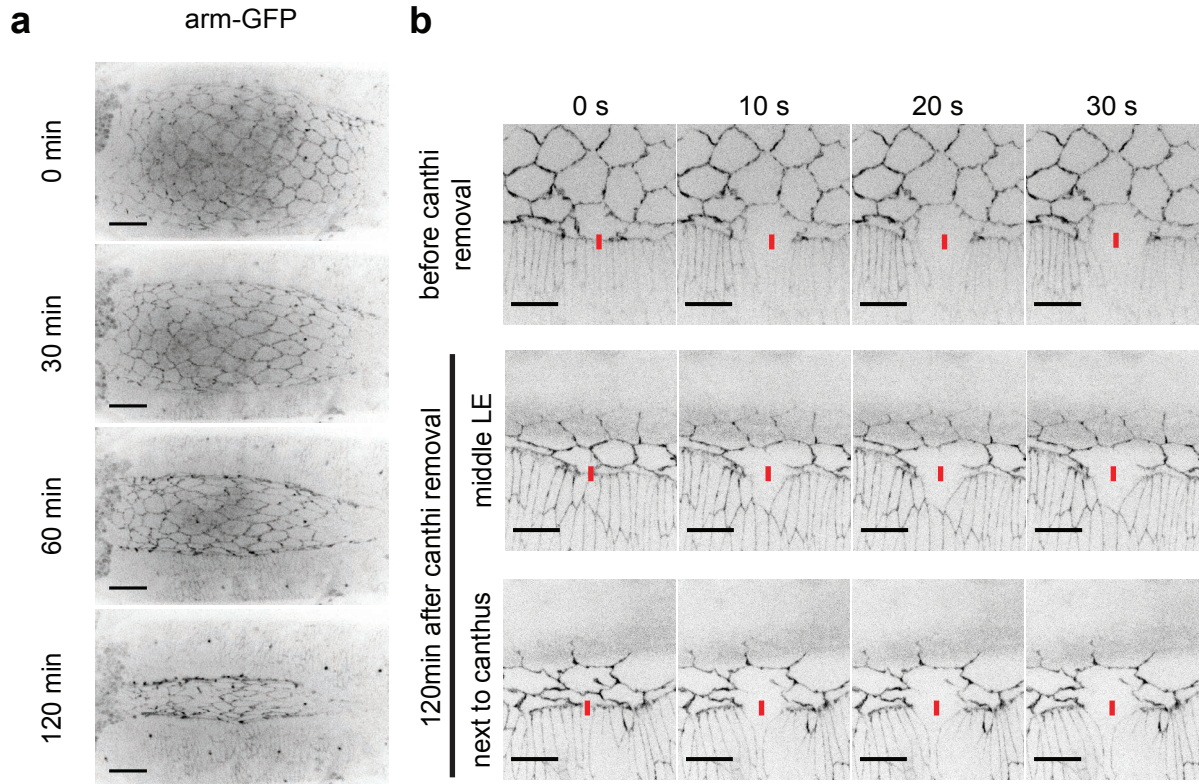 a
arm-GFP
0 min
30 min
60 min
120 min
b
0 s
10 s
20 s
30 s
before canthi
removal
120min after canthi removal
middle LE
next to canthus